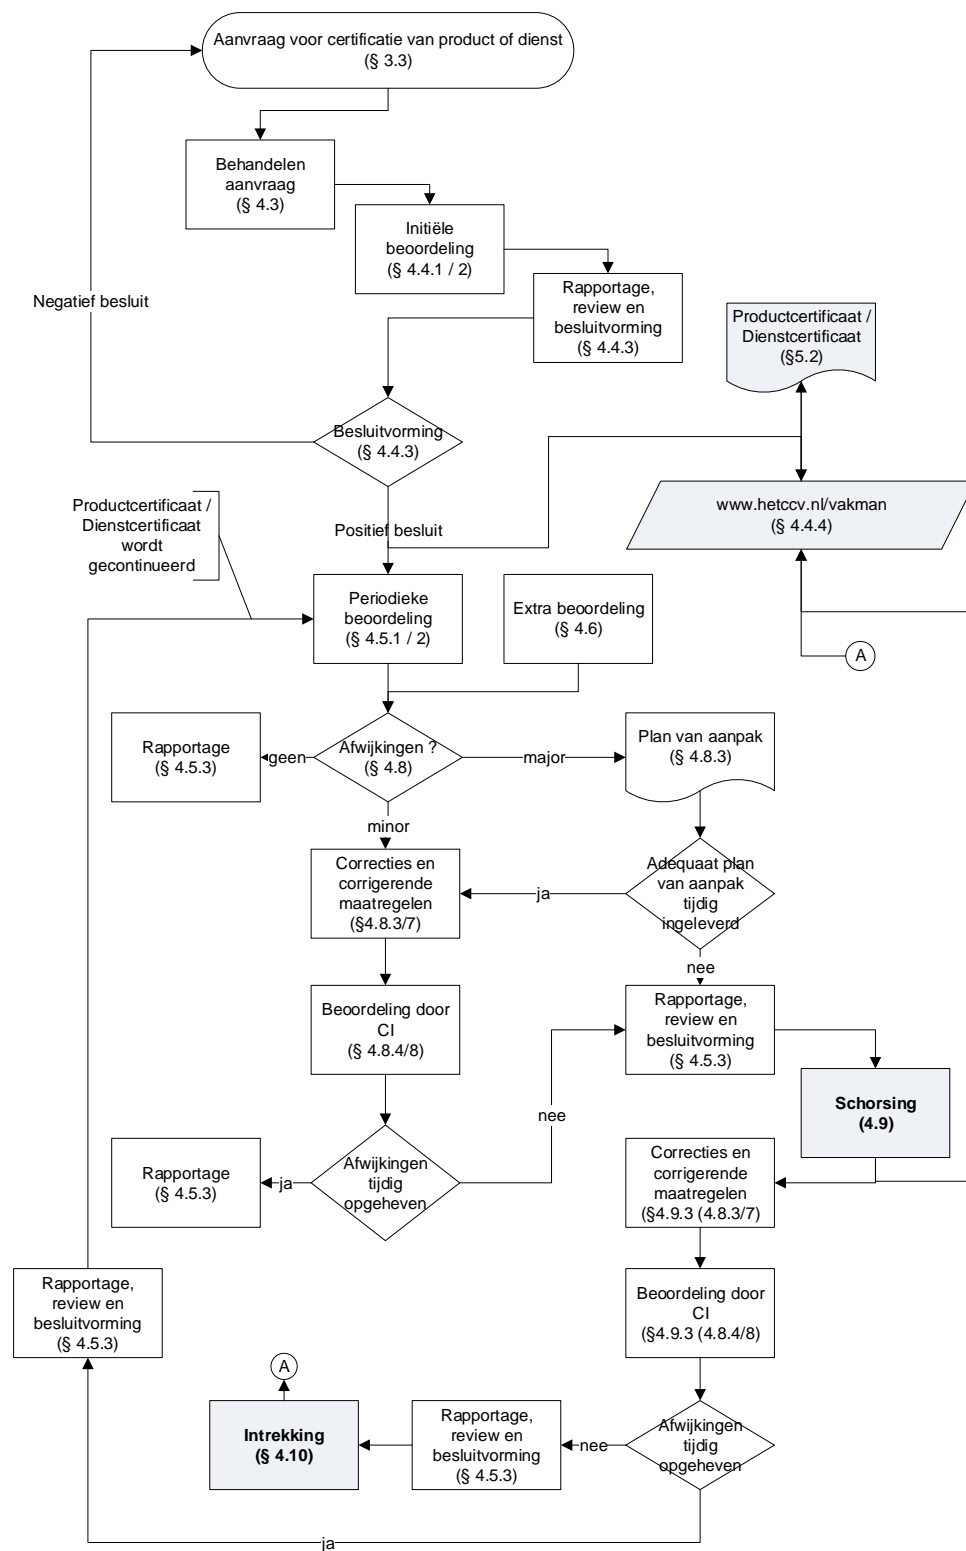 Aanvraag voor certificatie van product of dienst
(§ 3.3)
Behandelen
aanvraag
(§ 4.3)
Initiële
beoordeling
(§ 4.4.1 / 2)
Rapportage,
review en
besluitvorming
(§ 4.4.3)
Negatief besluit
Productcertificaat /
Dienstcertificaat
(§5.2)
Besluitvorming
(§ 4.4.3)
www.hetccv.nl/vakman
(§ 4.4.4)
Productcertificaat /
Dienstcertificaat
wordt
gecontinueerd
Positief besluit
Periodieke
beoordeling
(§ 4.5.1 / 2)
Extra beoordeling
(§ 4.6)
A
Rapportage
(§ 4.5.3)
geen
Afwijkingen ?
(§ 4.8)
major
Plan van aanpak
(§ 4.8.3)
minor
Correcties en
corrigerende
maatregelen
(§4.8.3/7)
ja
Adequaat plan
van aanpak
tijdig
ingeleverd
nee
Beoordeling door
CI
(§ 4.8.4/8)
Rapportage,
review en
besluitvorming
(§ 4.5.3)
Schorsing
(4.9)
nee
Rapportage
(§ 4.5.3)
ja
Afwijkingen
tijdig
opgeheven
Correcties en
corrigerende
maatregelen
(§4.9.3 (4.8.3/7)
Rapportage,
review en
besluitvorming
(§ 4.5.3)
Beoordeling door
CI
(§4.9.3 (4.8.4/8)
A
Intrekking
(§ 4.10)
Rapportage,
review en
besluitvorming
(§ 4.5.3)
nee
Afwijkingen
tijdig
opgeheven
ja